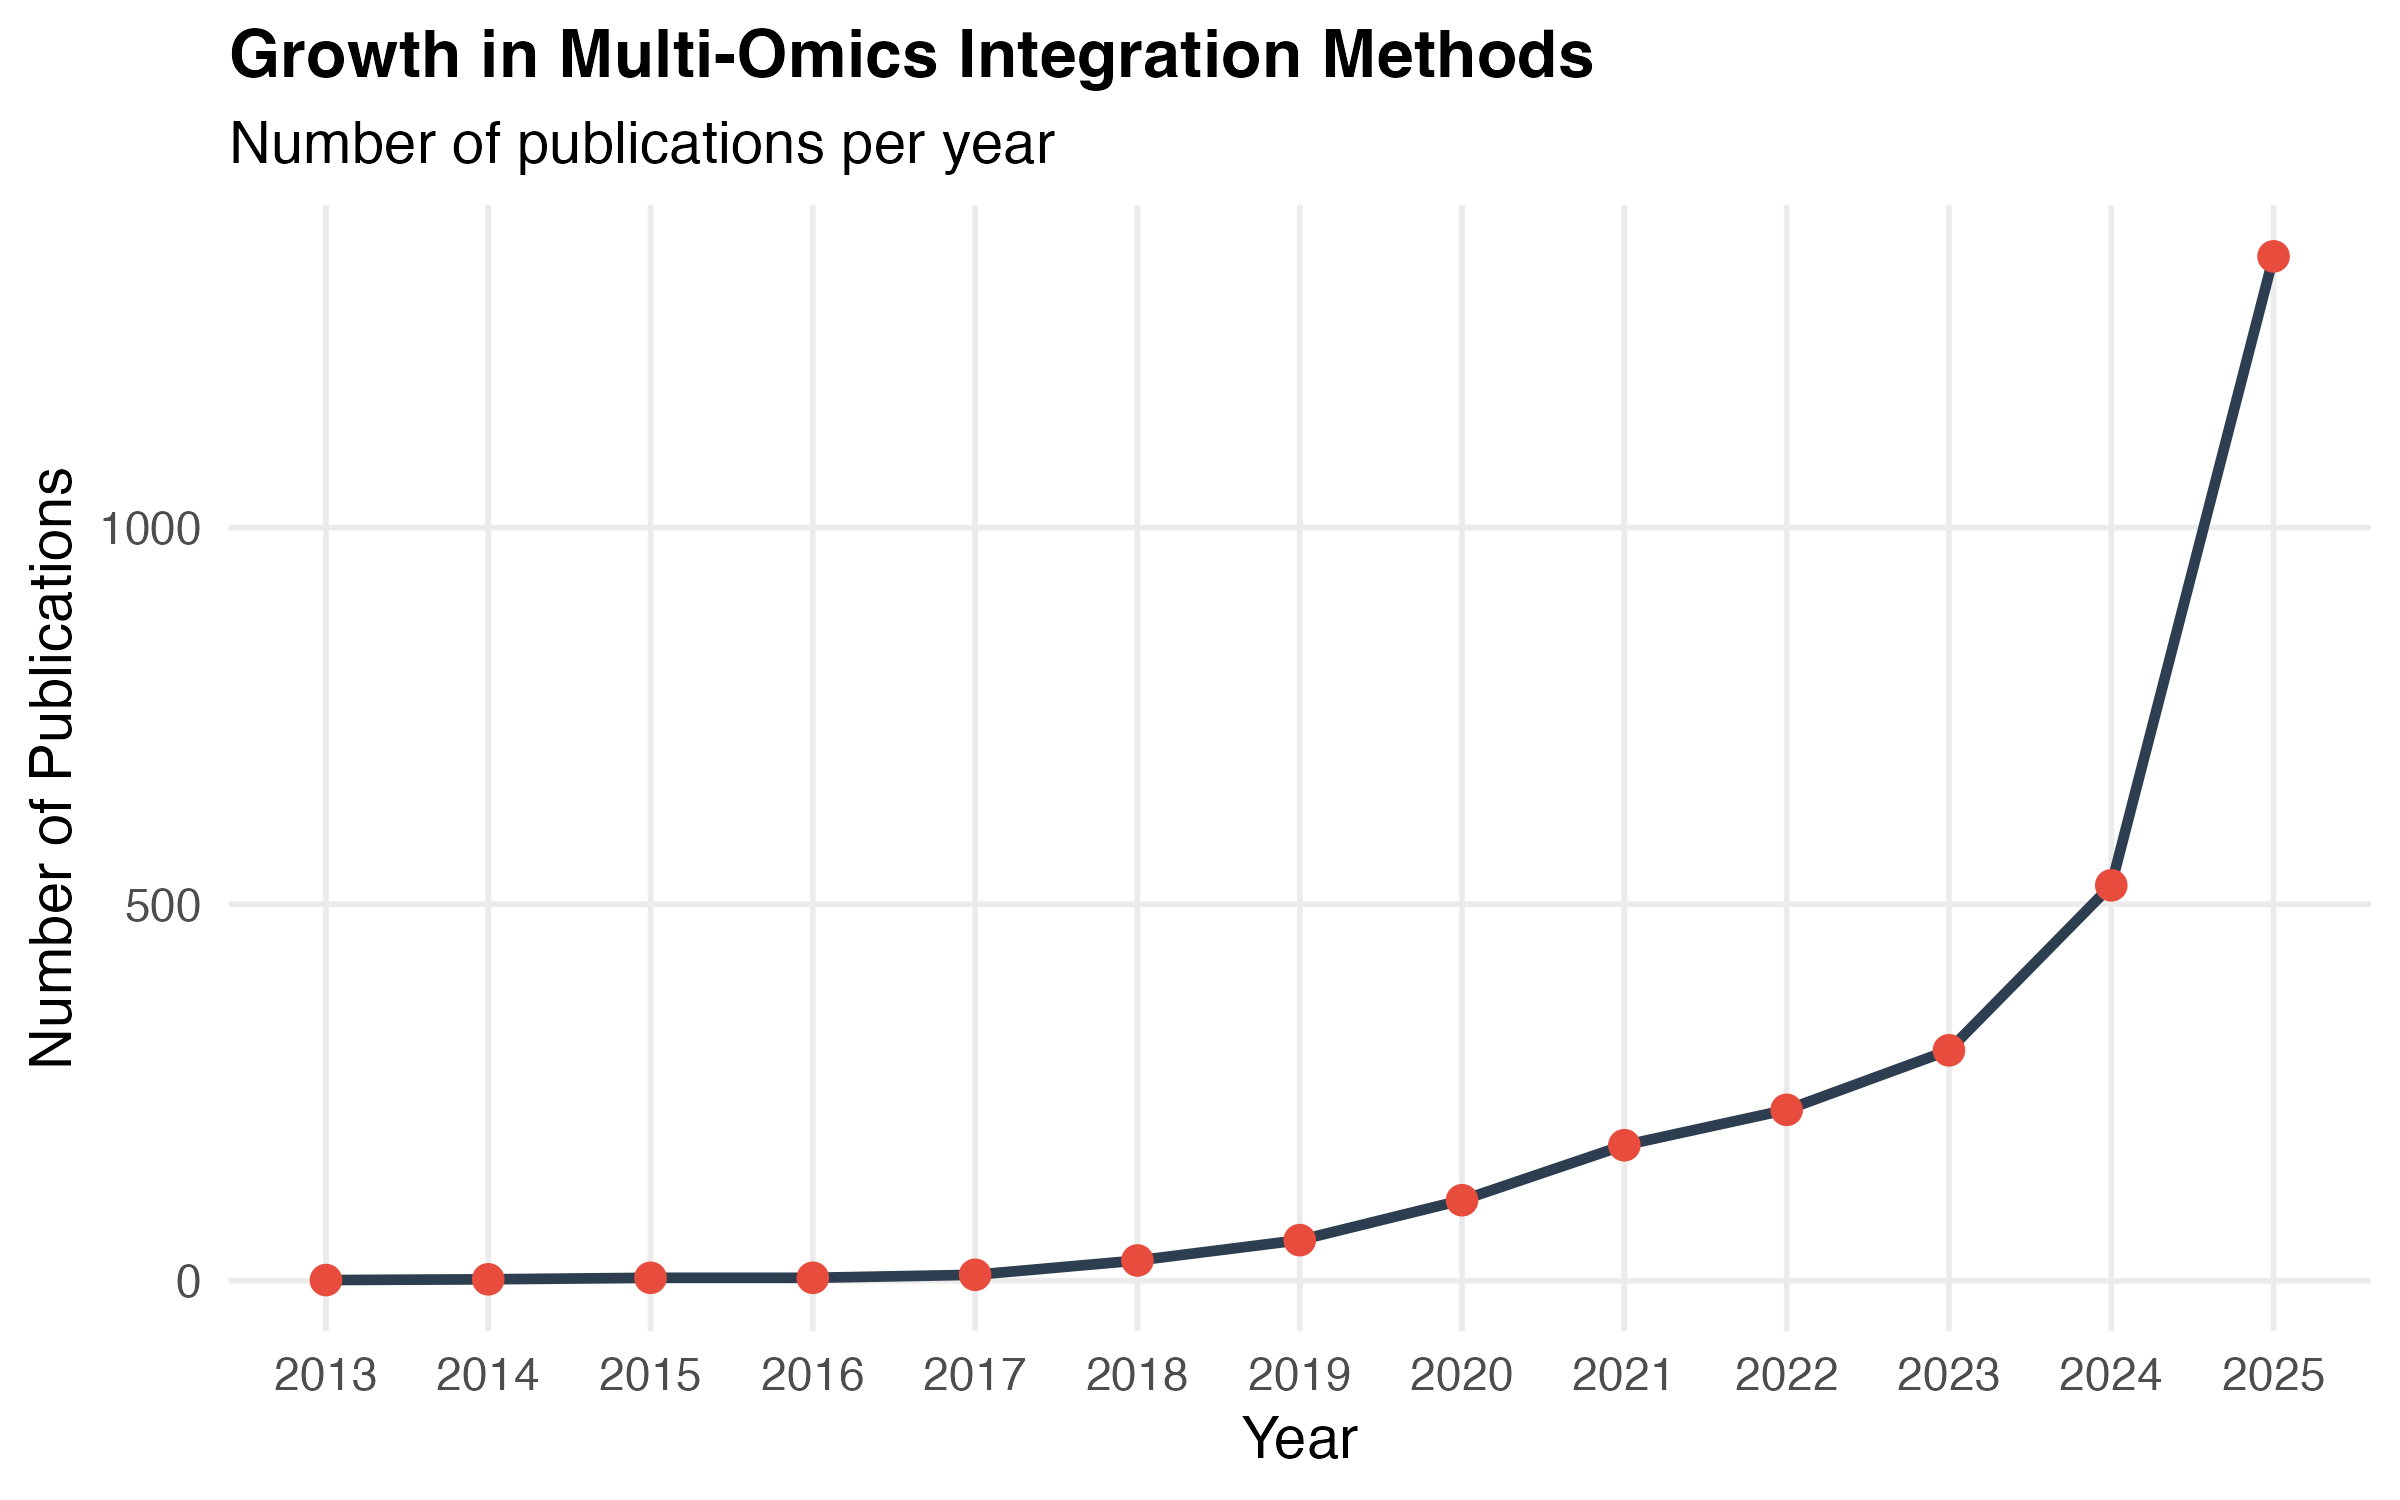 Growth in Multi-Omics Integration Methods
Number of publications per year
Number of Publications
1000
500
0
2013 2014 2015 2016 2017 2018 2019 2020 2021 2022 2023 2024 2025
Year